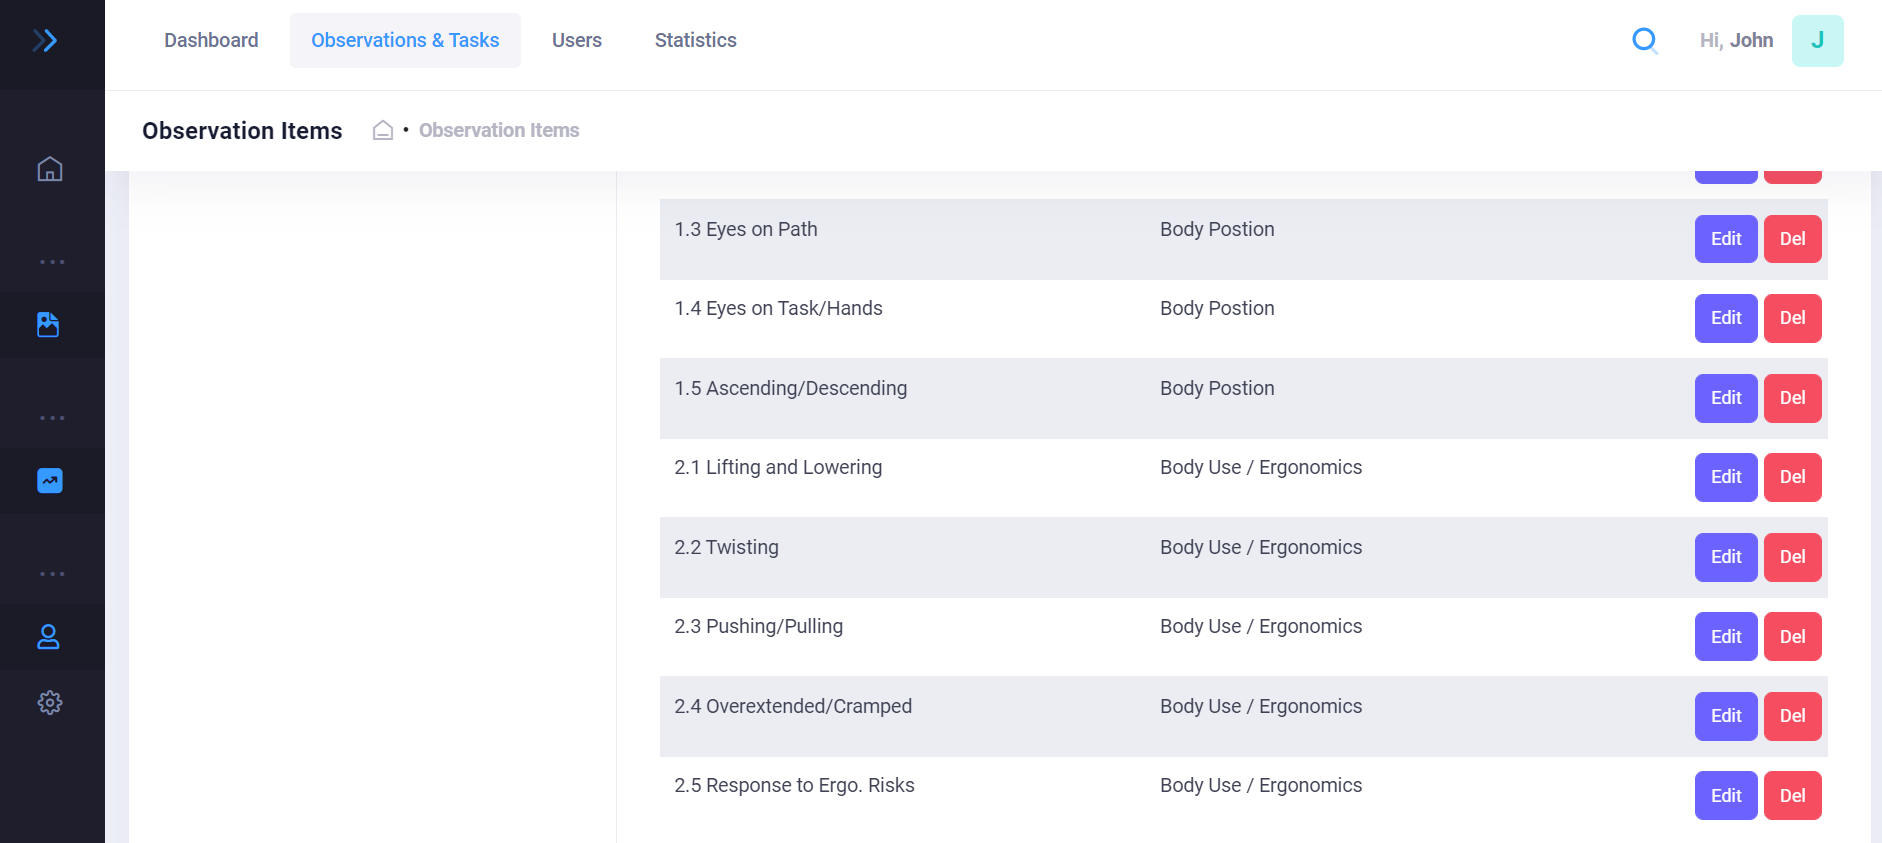 Dashboard Observations & Tasks Users Statistics Hi, John J
Observation Items • Observation Items
1.3 Eyes on Path Body Postion Edit Del
1.4 Eyes on Task/Hands Body Postion Edit Del
1.5 Ascending/Descending Body Postion Edit Del
2.1 Lifting and Lowering Body Use / Ergonomics Edit Del
2.2 Twisting Body Use / Ergonomics Edit Del
2.3 Pushing/Pulling Body Use / Ergonomics Edit Del
2.4 Overextended/Cramped Body Use / Ergonomics Edit Del
2.5 Response to Ergo. Risks Body Use / Ergonomics Edit Del